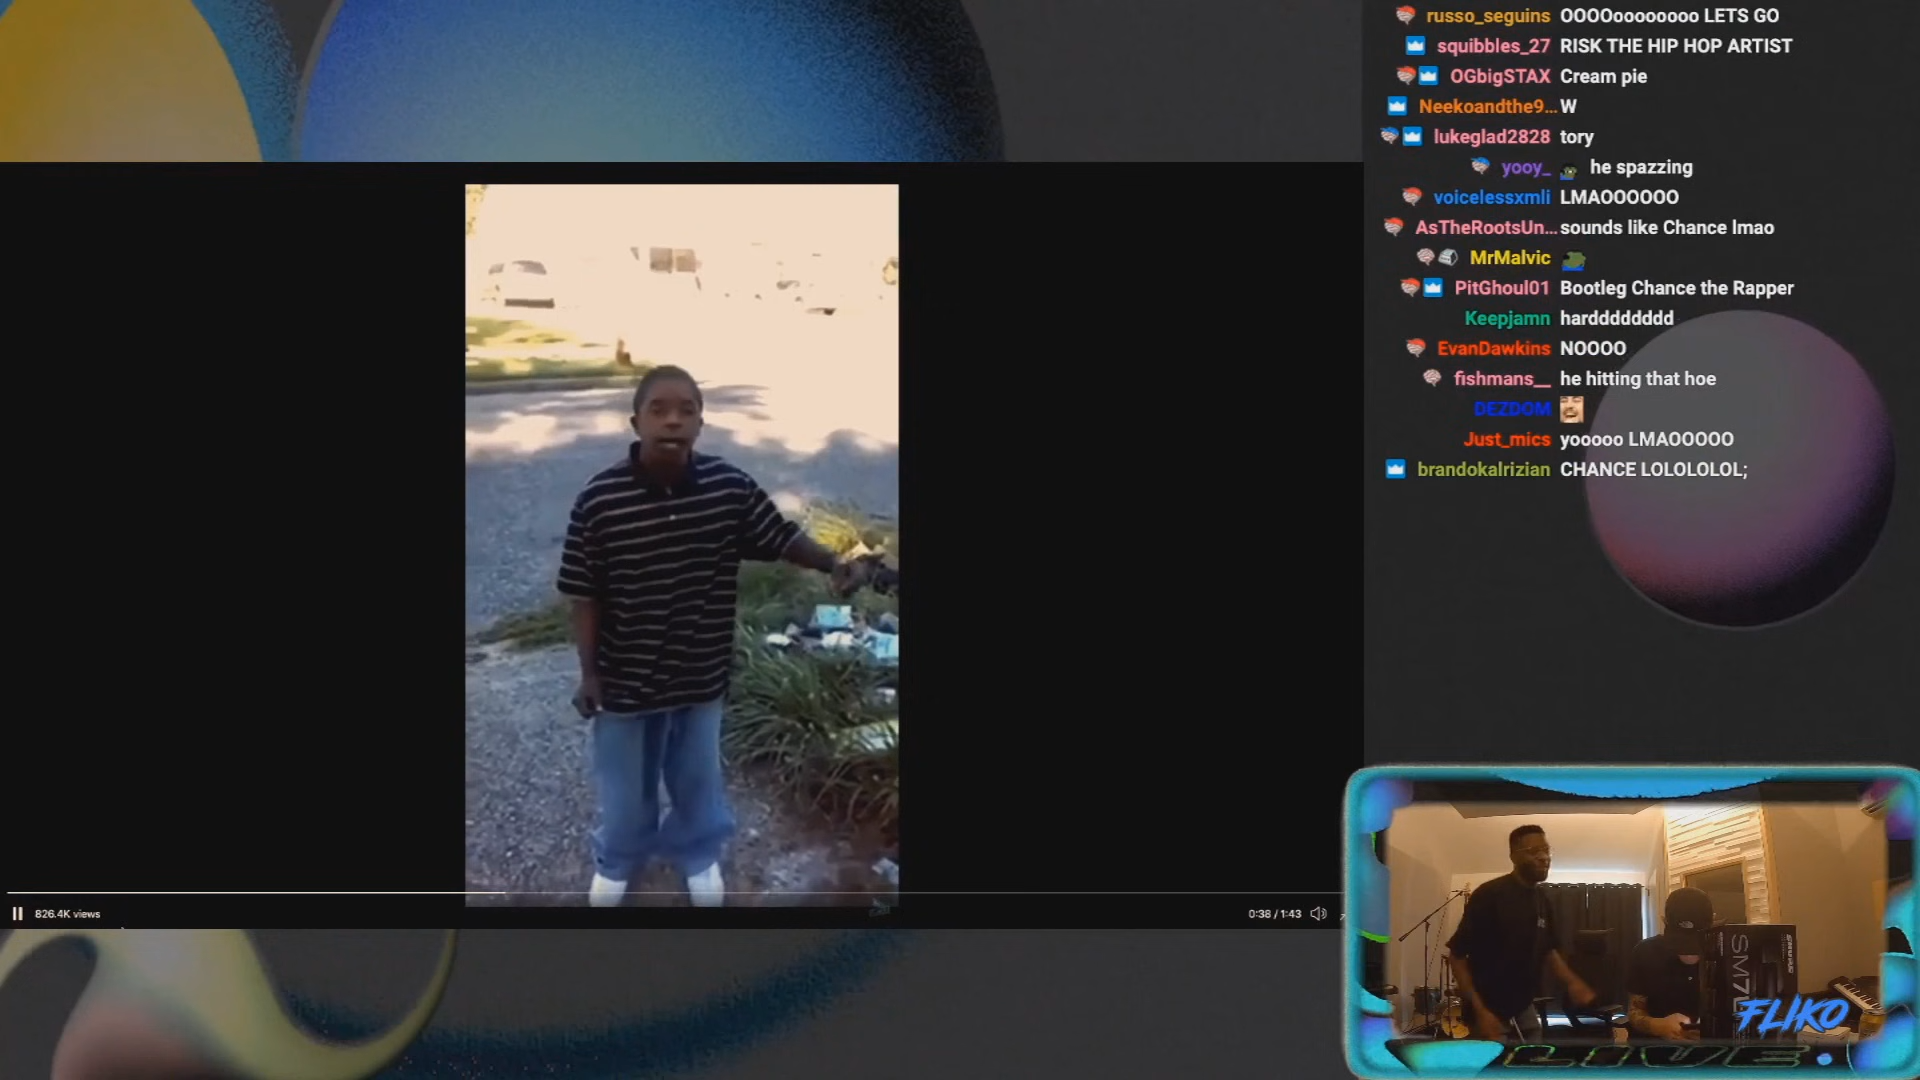 russo_seguins OOOOoooooooo LETS GO
squibbles_27 RISK THE HIP HOP ARTIST
OGbigSTAX Cream pie
Neekoandthe9... W
lukeglad2828 tory
yooy_ he spazzing
voicelessxmli LMAOOOOOO
AsTheRootsUn... sounds like Chance lmao
MrMalvic
PitGhoul01 Bootleg Chance the Rapper
Keepjamn hardddddddd
EvanDawkins NOOOO
fishmans__ he hitting that hoe
DEZDOM
Just_mics yooooo LMAOOOOO
brandokalrizian CHANCE LOLOLOLOL;
826.4K views
0:38 / 1:43
SM7
FLIKO
LIVE.